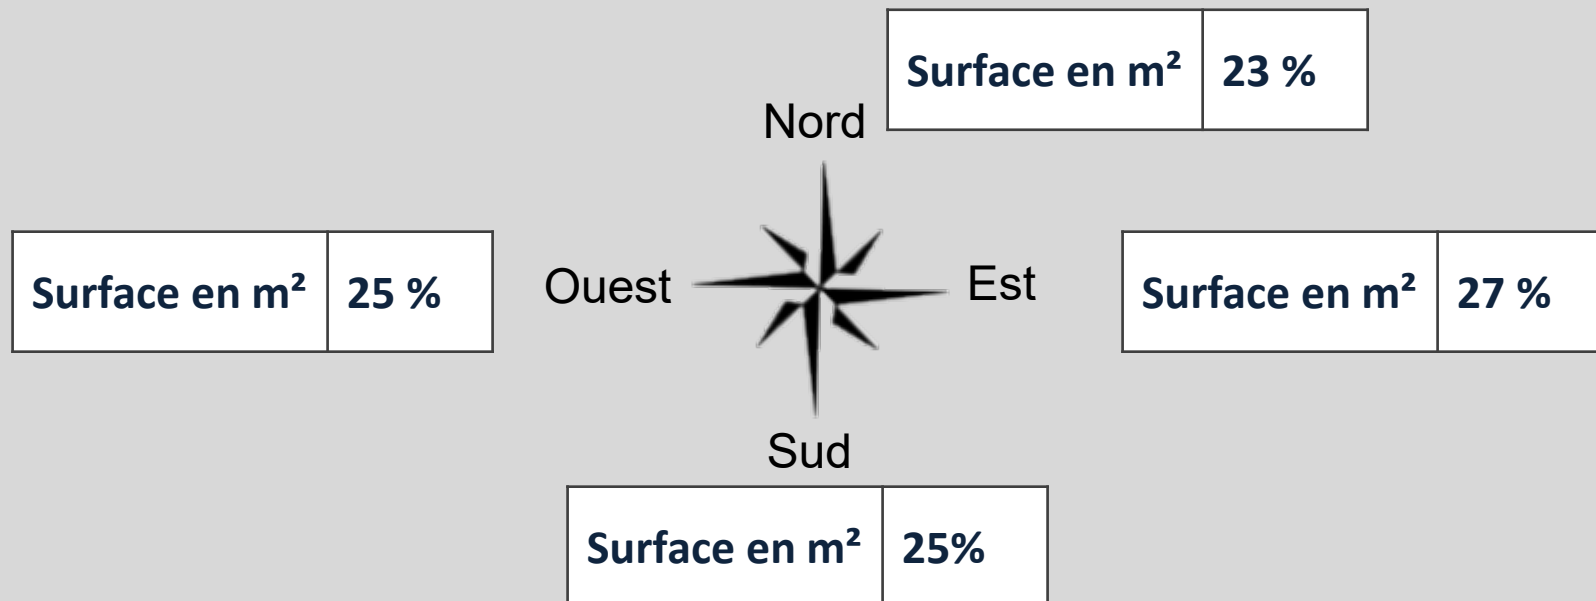 Surface en m² 23 %
Nord
Surface en m² 25 %
Ouest
Est
Surface en m² 27 %
Sud
Surface en m² 25%